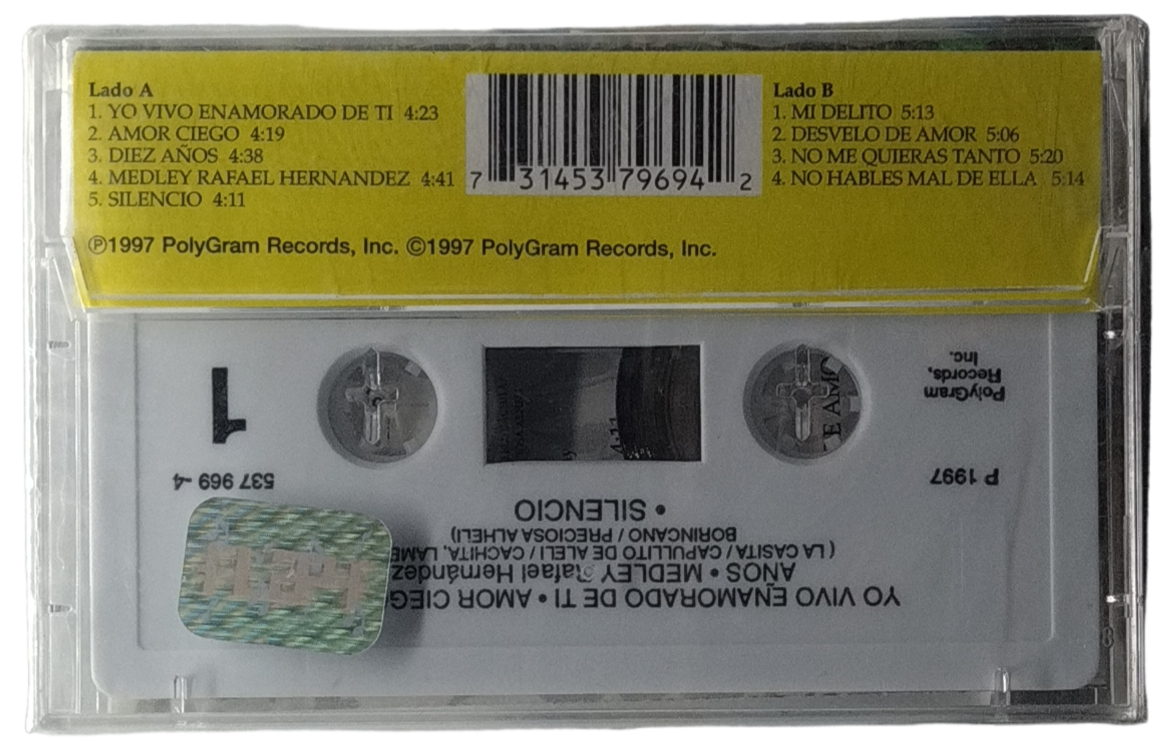 Lado A
1. YO VIVO ENAMORADO DE TI 4:23
2. AMOR CIEGO 4:19
3. DIEZ AÑOS 4:38
4. MEDLEY RAFAEL HERNANDEZ 4:41
5. SILENCIO 4:11
7 31453 79694 2
Lado B
1. MI DELITO 5:13
2. DESVELO DE AMOR 5:06
3. NO ME QUIERAS TANTO 5:20
4. NO HABLES MAL DE ELLA 5:14
℗1997 PolyGram Records, Inc. ©1997 PolyGram Records, Inc.
YO VIVO ENAMORADO DE TI • AMOR CIEG
AÑOS • MEDLEY Rafael Hernández
( LA CASITA / CAPULLITO DE ALELI / CACHITA, LAME
BORINCANO / PRECIOSA ALHELI)
• SILENCIO
P 1997
537 969 -4
1
PolyGram
Records,
Inc.
TE AMO
4:11